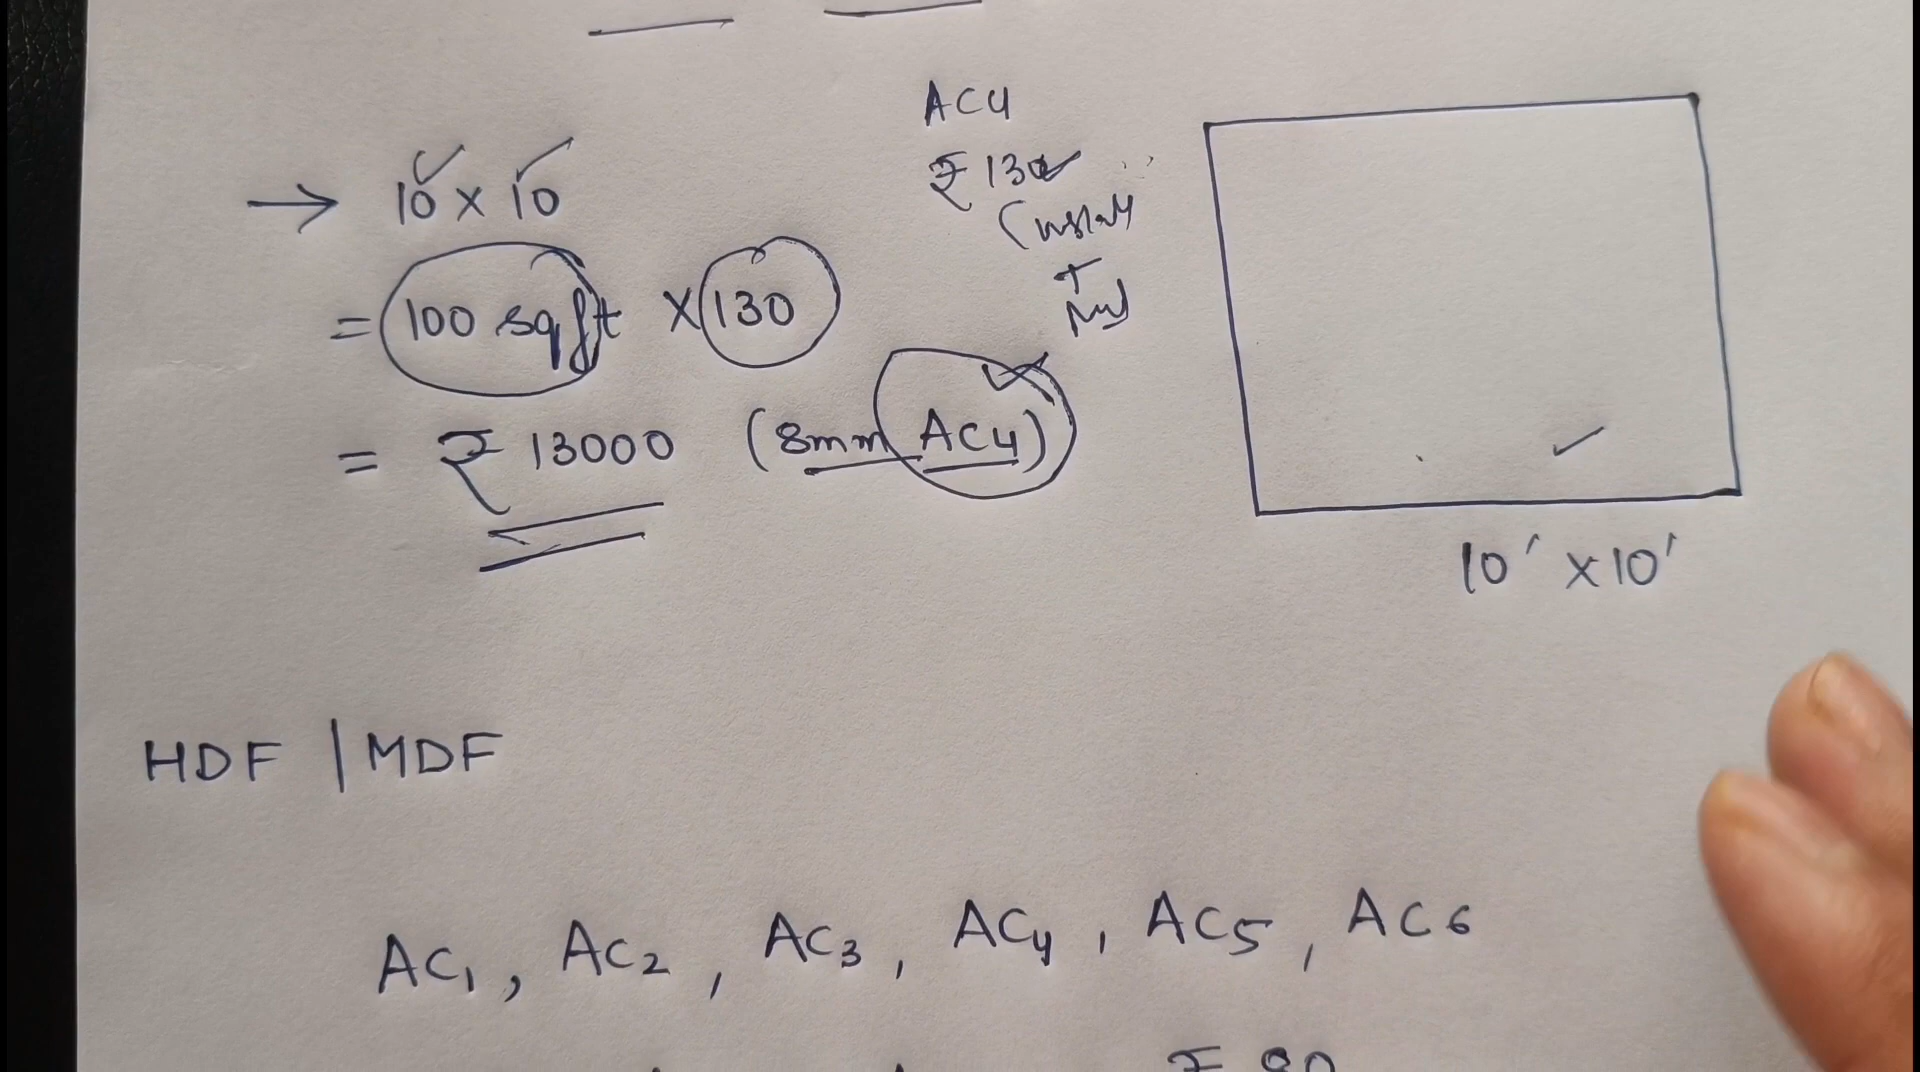 AC4
₹ 130
→ 10 x 10
= 100 sqft x 130
= ₹ 13000 (8mm AC4)
10' x 10'
HDF | MDF
AC1, AC2, AC3, AC4, AC5, AC6